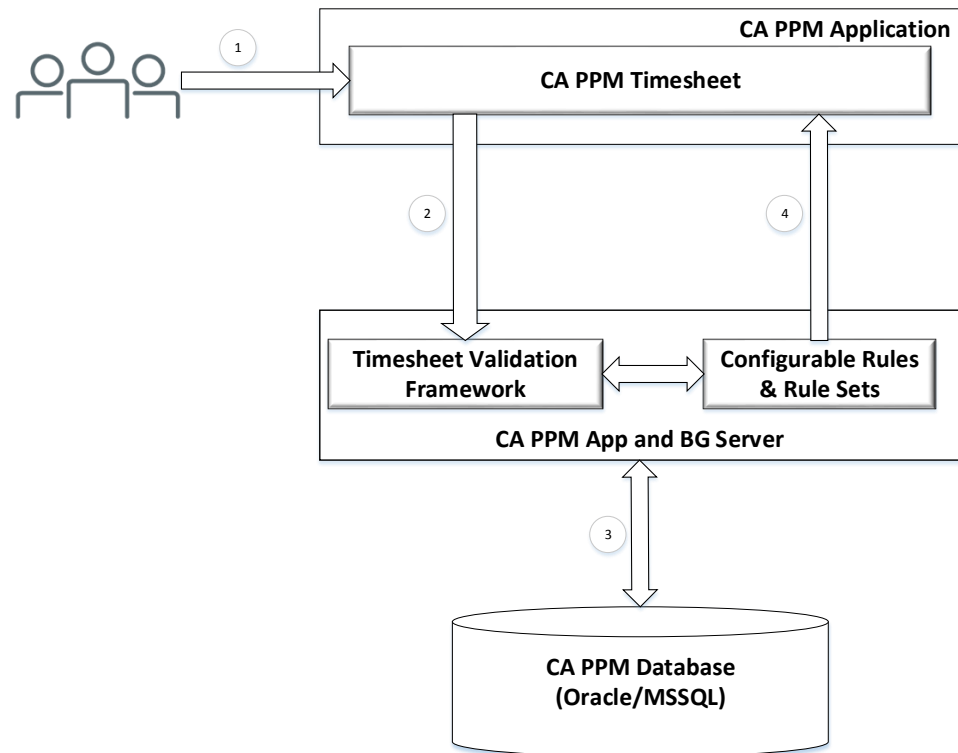 1
CA PPM Application
CA PPM Timesheet
2
4
Timesheet Validation
Framework
Configurable Rules
& Rule Sets
CA PPM App and BG Server
3
CA PPM Database
(Oracle/MSSQL)